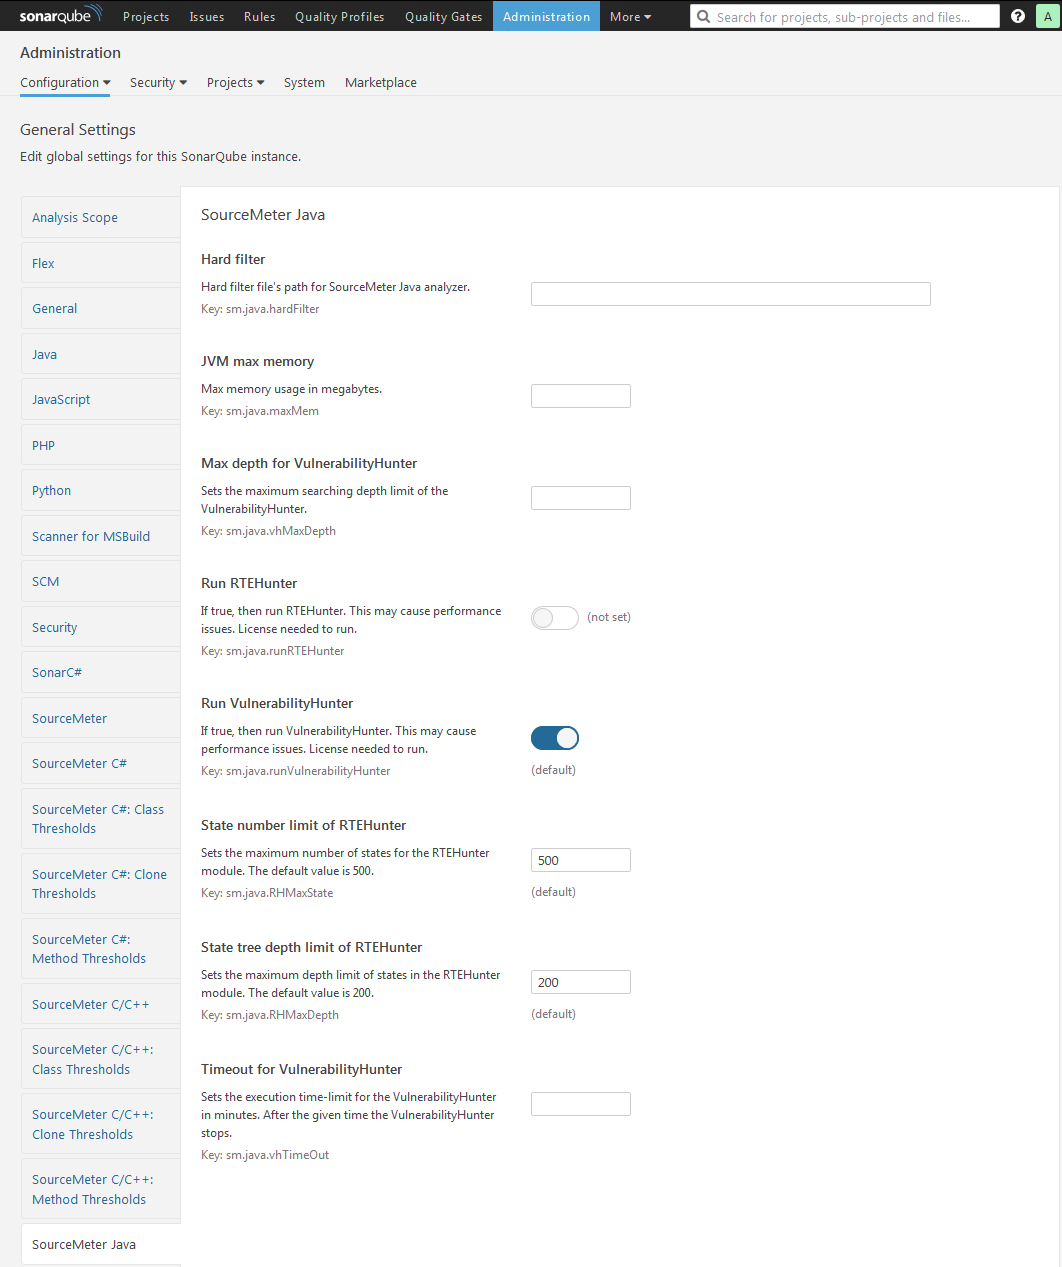 sonarqube Projects Issues Rules Quality Profiles Quality Gates Administration More Search for projects, sub-projects and files... ? A
Administration
Configuration Security Projects System Marketplace
General Settings
Edit global settings for this SonarQube instance.
Analysis Scope
Flex
General
Java
JavaScript
PHP
Python
Scanner for MSBuild
SCM
Security
SonarC#
SourceMeter
SourceMeter C#
SourceMeter C#: Class
Thresholds
SourceMeter C#: Clone
Thresholds
SourceMeter C#:
Method Thresholds
SourceMeter C/C++
SourceMeter C/C++:
Class Thresholds
SourceMeter C/C++:
Clone Thresholds
SourceMeter C/C++:
Method Thresholds
SourceMeter Java
SourceMeter Java
Hard filter
Hard filter file's path for SourceMeter Java analyzer.
Key: sm.java.hardFilter
JVM max memory
Max memory usage in megabytes.
Key: sm.java.maxMem
Max depth for VulnerabilityHunter
Sets the maximum searching depth limit of the
VulnerabilityHunter.
Key: sm.java.vhMaxDepth
Run RTEHunter
If true, then run RTEHunter. This may cause performance
issues. License needed to run.
Key: sm.java.runRTEHunter
(not set)
Run VulnerabilityHunter
If true, then run VulnerabilityHunter. This may cause
performance issues. License needed to run.
Key: sm.java.runVulnerabilityHunter
(default)
State number limit of RTEHunter
Sets the maximum number of states for the RTEHunter
module. The default value is 500.
Key: sm.java.RHMaxState
500
(default)
State tree depth limit of RTEHunter
Sets the maximum depth limit of states in the RTEHunter
module. The default value is 200.
Key: sm.java.RHMaxDepth
200
(default)
Timeout for VulnerabilityHunter
Sets the execution time-limit for the VulnerabilityHunter
in minutes. After the given time the VulnerabilityHunter
stops.
Key: sm.java.vhTimeOut